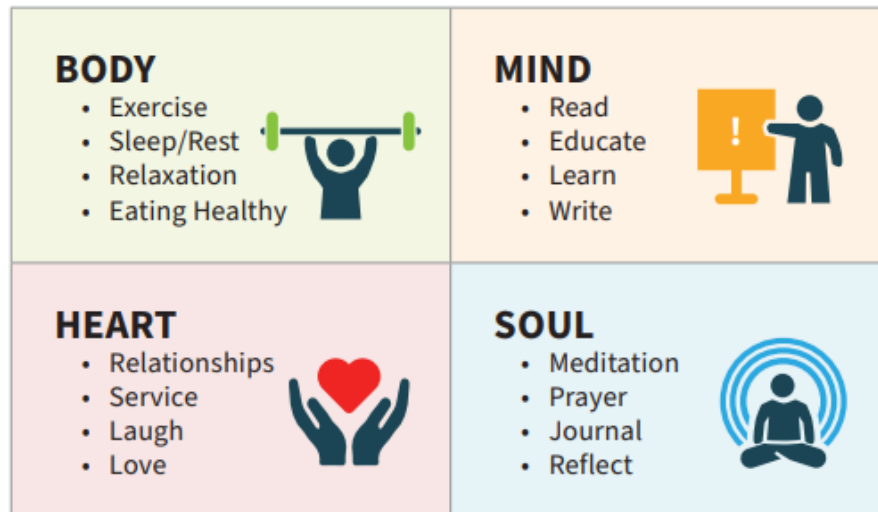 BODY
• Exercise
• Sleep/Rest
• Relaxation
• Eating Healthy
MIND
• Read
• Educate
• Learn
• Write
!
HEART
• Relationships
• Service
• Laugh
• Love
SOUL
• Meditation
• Prayer
• Journal
• Reflect